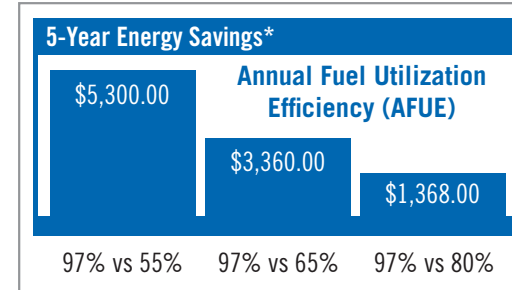 5-Year Energy Savings*
Annual Fuel Utilization
Efficiency (AFUE)
$5,300.00
$3,360.00
$1,368.00
97% vs 55% 97% vs 65% 97% vs 80%